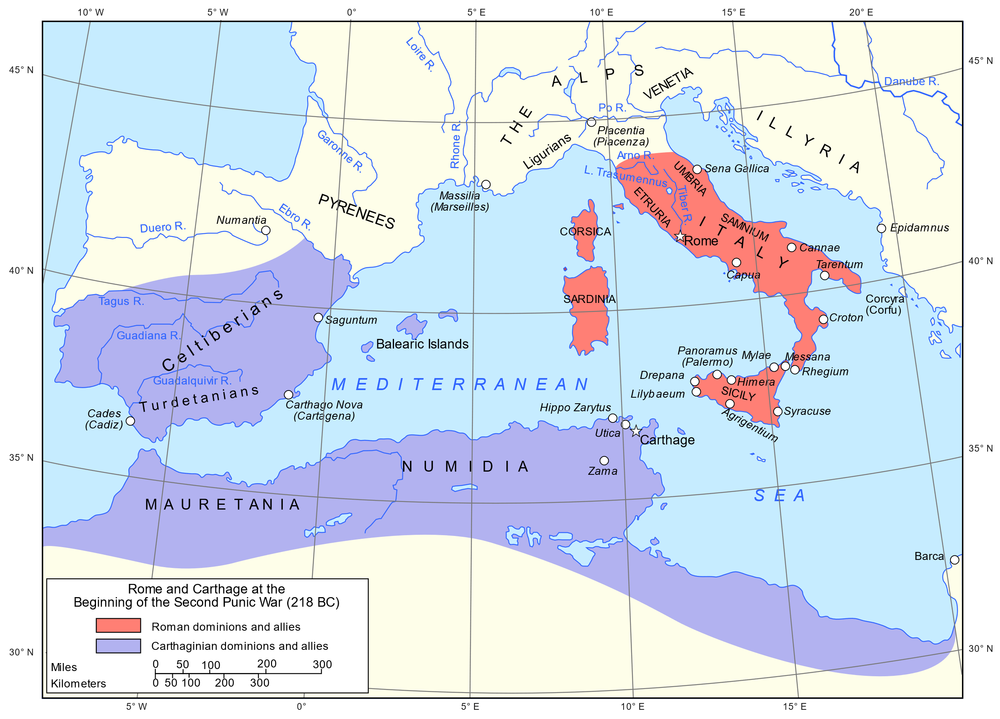 10° W
5° W
0°
5° E
10° E
15° E
20° E
45° N
45° N
Loire R.
THE ALPS
VENETIA
Danube R.
Po R.
ILLYRIA
Garonne R.
Rhone R.
Placentia
(Piacenza)
Ligurians
Arno R.
L. Trasumennus
UMBRIA
Sena Gallica
Massilia
(Marseilles)
PYRENEES
ETRURIA
Tiber R.
Numantia
Ebro R.
Duero R.
CORSICA
ITALY
SAMNIUM
Rome
Cannae
Epidamnus
40° N
40° N
Capua
Tarentum
Tagus R.
Celtiberians
SARDINIA
Corcyra
(Corfu)
Saguntum
Croton
Guadiana R.
Balearic Islands
Panoramus
(Palermo)
Mylae
Messana
Rhegium
Guadalquivir R.
MEDITERRANEAN
Drepana
Himera
Lilybaeum
SICILY
Turdetanians
Carthago Nova
(Cartagena)
Cades
(Cadiz)
Hippo Zarytus
Syracuse
Agrigentium
Utica
Carthage
35° N
35° N
NUMIDIA
Zama
SEA
MAURETANIA
Barca
Rome and Carthage at the
Beginning of the Second Punic War (218 BC)
Roman dominions and allies
Carthaginian dominions and allies
30° N
30° N
Miles
0 50 100 200 300
Kilometers
0 50 100 200 300
5° W
0°
5° E
10° E
15° E